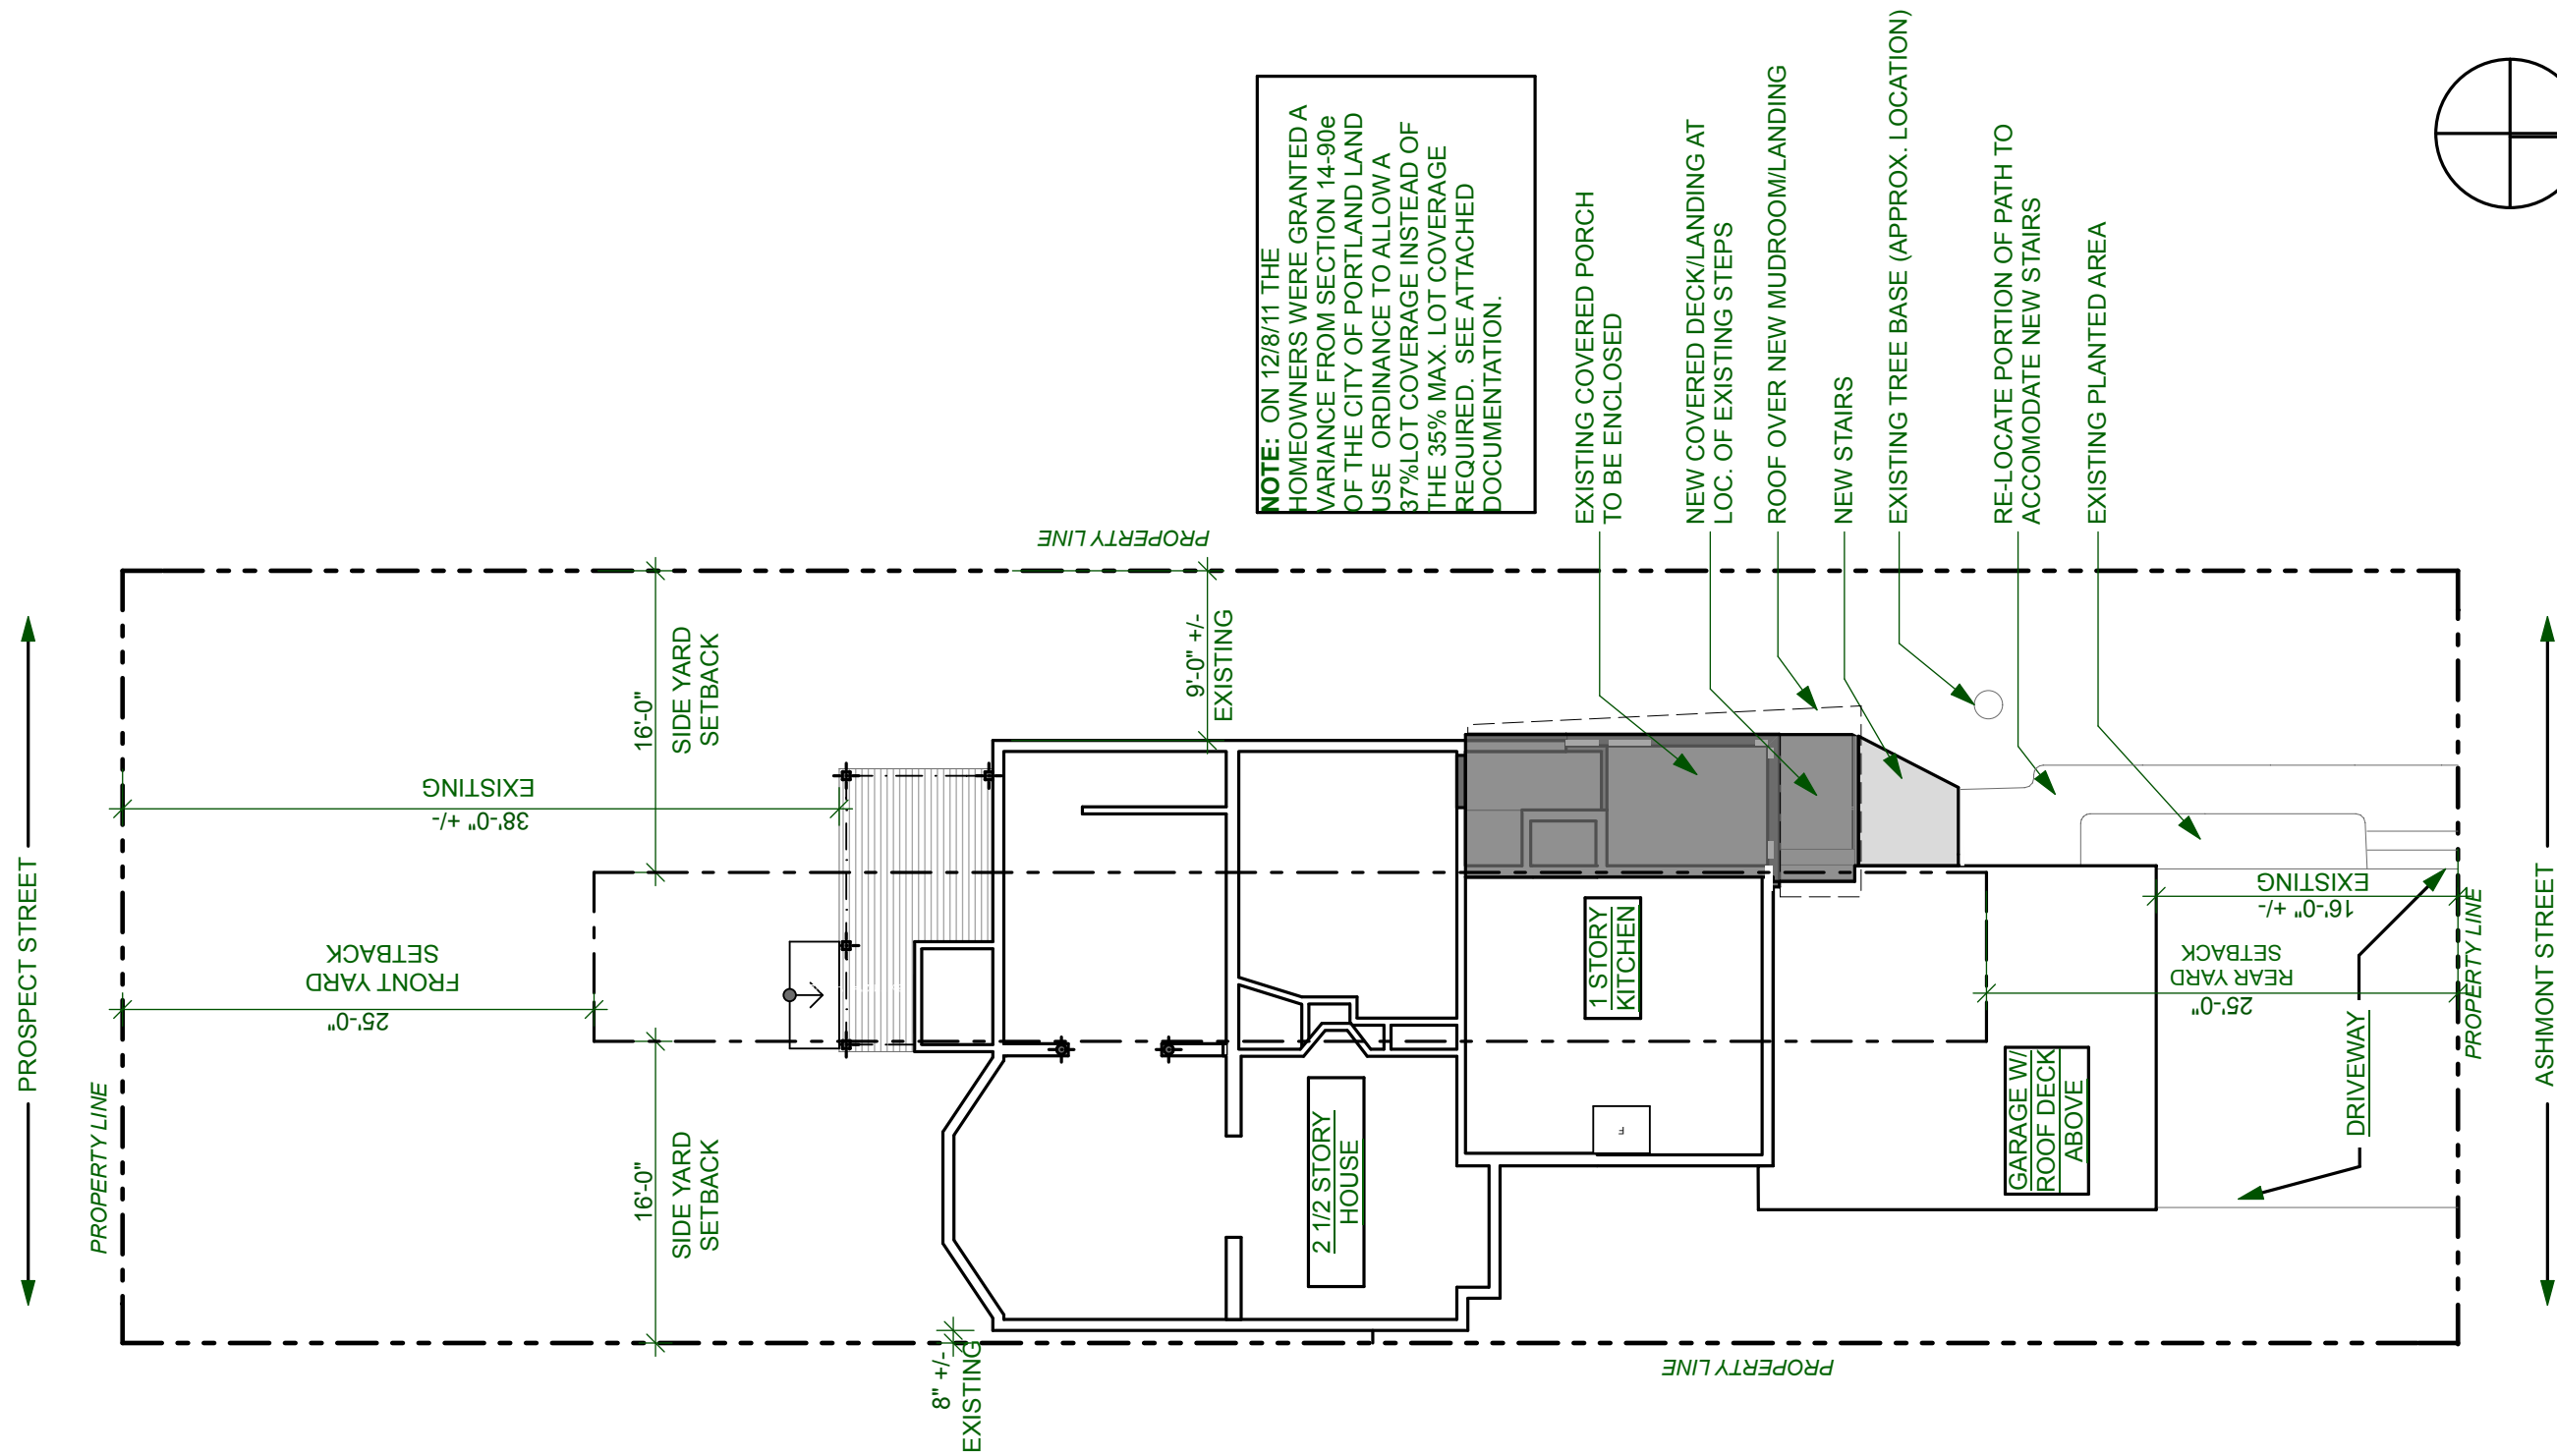 PROSPECT STREET
PROPERTY LINE
25'-0"
FRONT YARD
SETBACK
38'-0" +/-
EXISTING
16'-0"
SIDE YARD
SETBACK
16'-0"
SIDE YARD
SETBACK
8" +/-
EXISTING
PROPERTY LINE
9'-0" +/-
EXISTING
NOTE: ON 12/8/11 THE
HOMEOWNERS WERE GRANTED A
VARIANCE FROM SECTION 14-90e
OF THE CITY OF PORTLAND LAND
USE ORDINANCE TO ALLOW A
37%LOT COVERAGE INSTEAD OF
THE 35% MAX. LOT COVERAGE
REQUIRED. SEE ATTACHED
DOCUMENTATION.
2 1/2 STORY
HOUSE
1 STORY
KITCHEN
F
EXISTING COVERED PORCH
TO BE ENCLOSED
NEW COVERED DECK/LANDING AT
LOC. OF EXISTING STEPS
ROOF OVER NEW MUDROOM/LANDING
NEW STAIRS
EXISTING TREE BASE (APPROX. LOCATION)
RE-LOCATE PORTION OF PATH TO
ACCOMODATE NEW STAIRS
EXISTING PLANTED AREA
PROPERTY LINE
GARAGE W/
ROOF DECK
ABOVE
16'-0" +/-
EXISTING
25'-0"
REAR YARD
SETBACK
DRIVEWAY
PROPERTY LINE
ASHMONT STREET